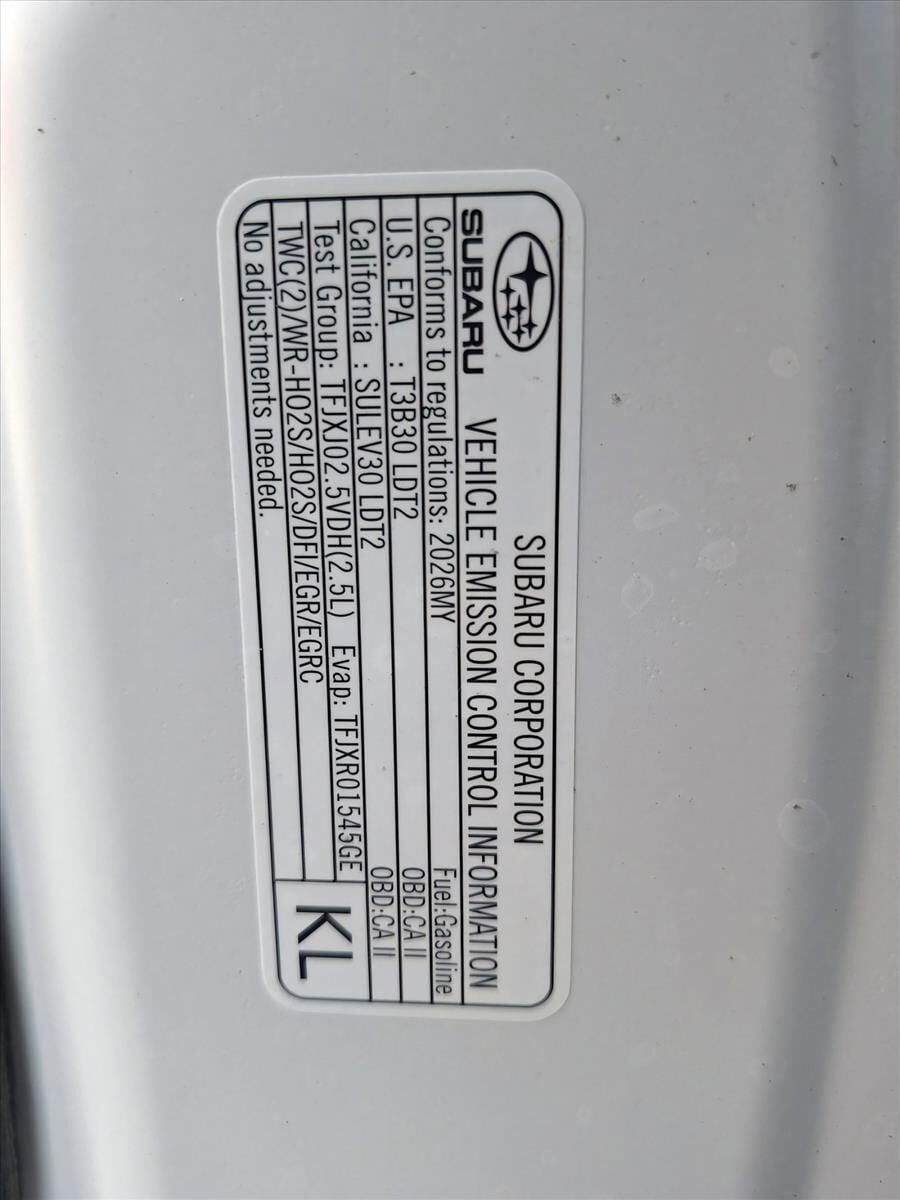 SUBARU CORPORATION
SUBARU VEHICLE EMISSION CONTROL INFORMATION
Conforms to regulations: 2026MY Fuel:Gasoline
U.S. EPA : T3B30 LDT2 OBD:CA II
California : SULEV30 LDT2 OBD:CA II
Test Group: TFJXJ02.5VDH(2.5L) Evap: TFJXR01545GE
TWC(2)/WR-HO2S/HO2S/DFI/EGR/EGRC
KL
No adjustments needed.